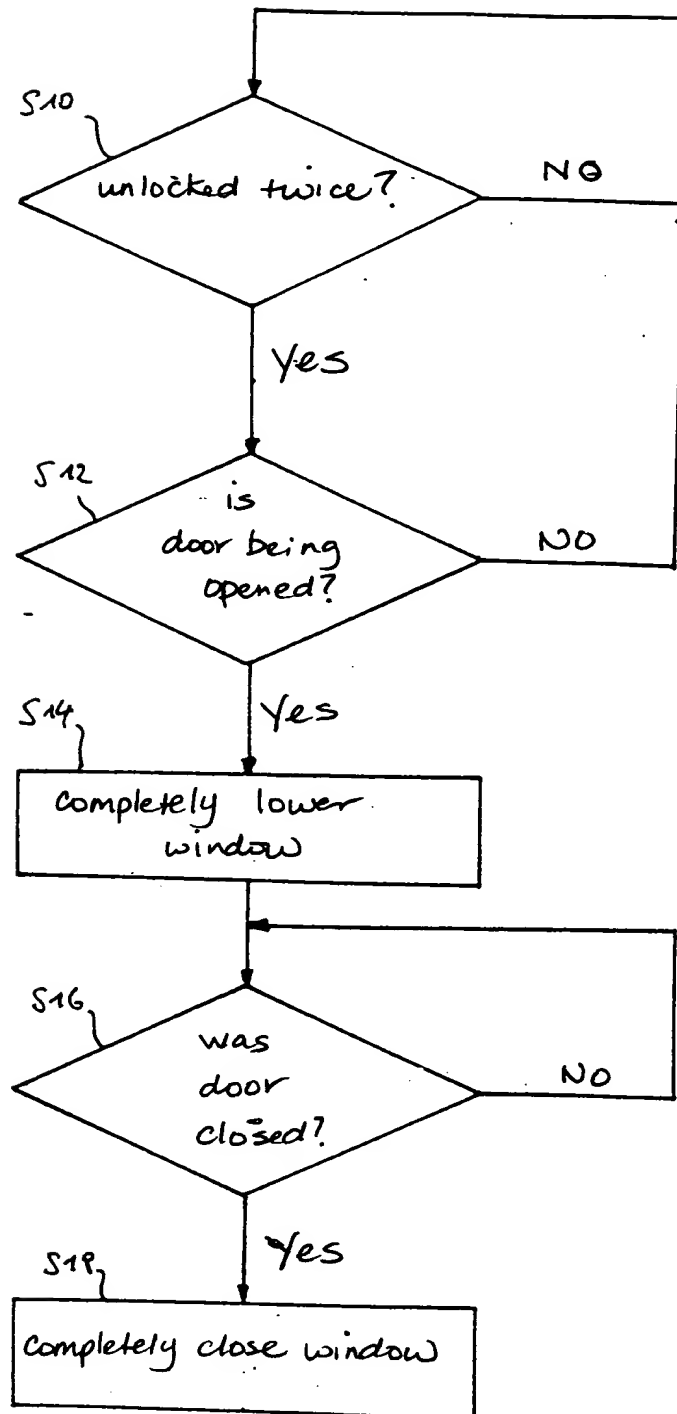 S10
unlocked twice?
NO
Yes
S12
is
door being
opened?
NO
Yes
S14
completely lower
window
S16
was
door
closed?
NO
Yes
S18
completely close window